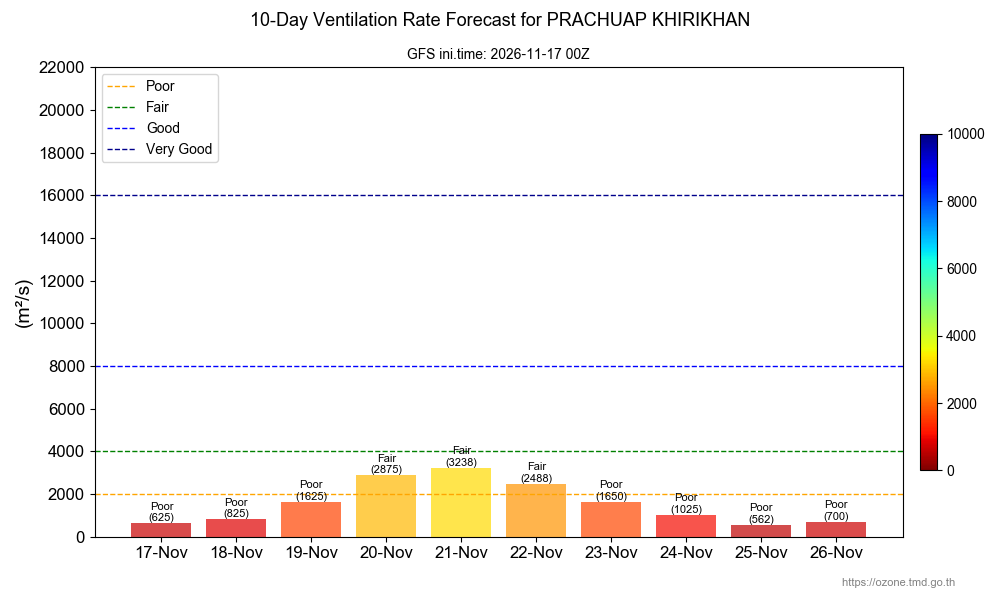 10-Day Ventilation Rate Forecast for PRACHUAP KHIRIKHAN
GFS ini.time: 2026-11-17 00Z
(m²/s)
22000
20000
18000
16000
14000
12000
10000
8000
6000
4000
2000
0
Poor
Fair
Good
Very Good
Poor
(625)
Poor
(825)
Poor
(1625)
Fair
(2875)
Fair
(3238)
Fair
(2488)
Poor
(1650)
Poor
(1025)
Poor
(562)
Poor
(700)
17-Nov 18-Nov 19-Nov 20-Nov 21-Nov 22-Nov 23-Nov 24-Nov 25-Nov 26-Nov
10000
8000
6000
4000
2000
0
https://ozone.tmd.go.th